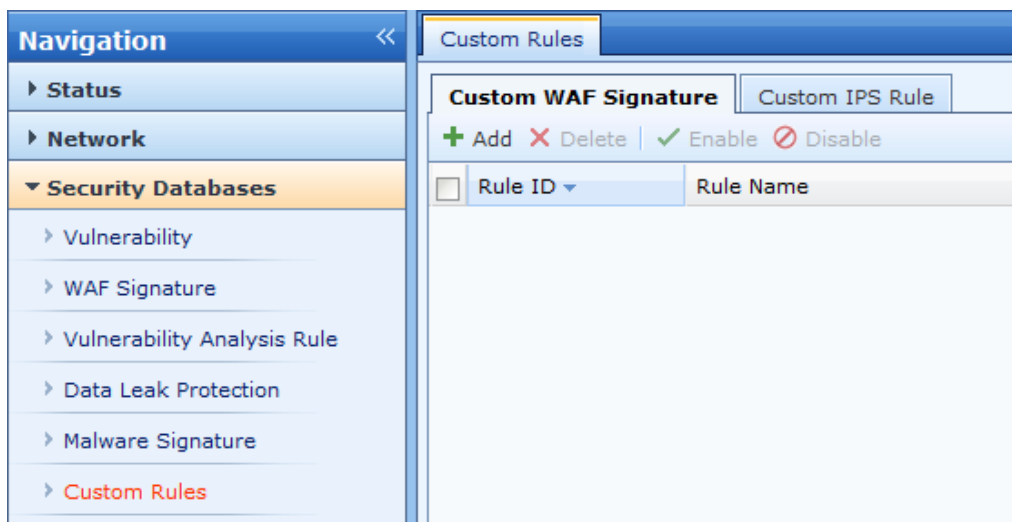 Navigation
Status
Network
Security Databases
Vulnerability
WAF Signature
Vulnerability Analysis Rule
Data Leak Protection
Malware Signature
Custom Rules
Custom Rules
Custom WAF Signature Custom IPS Rule
Add Delete Enable Disable
Rule ID Rule Name